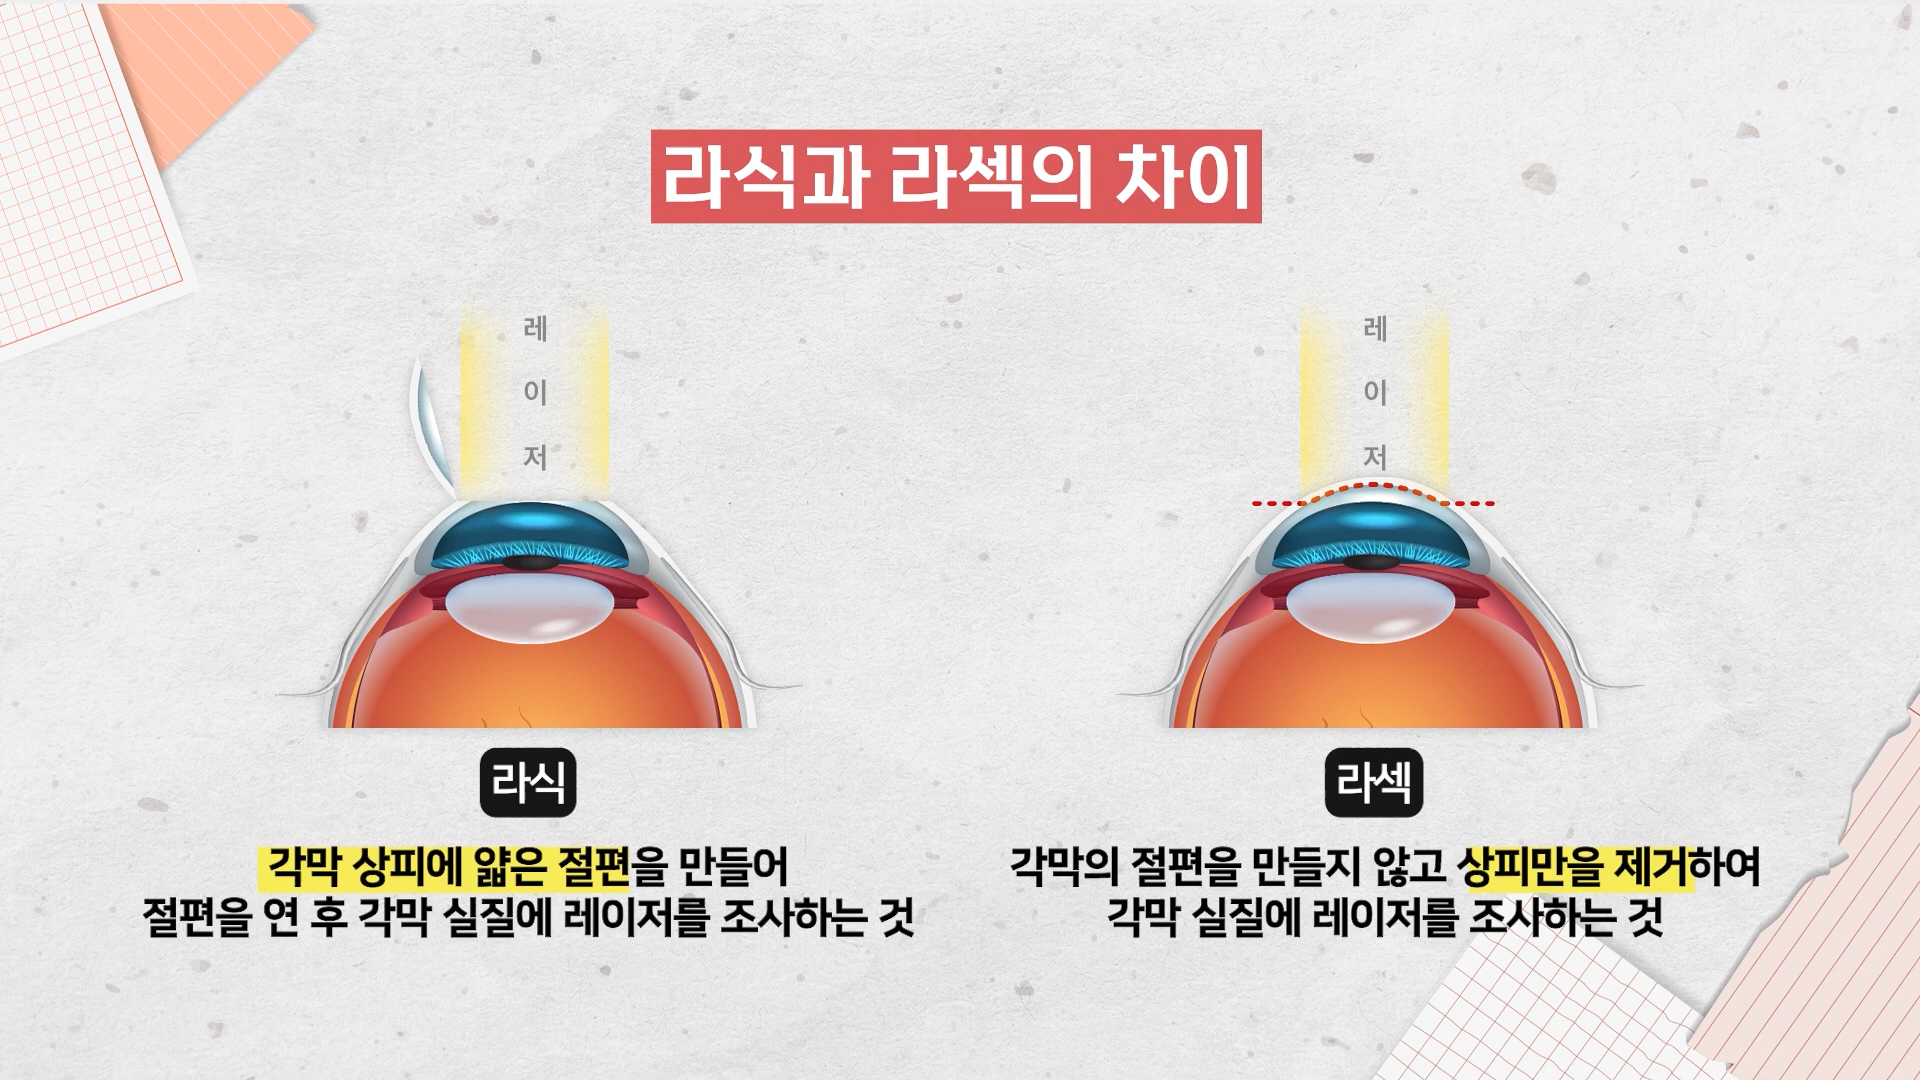 라식과 라섹의 차이
레
이
저
레
이
저
라식
각막 상피에 얇은 절편을 만들어
절편을 연 후 각막 실질에 레이저를 조사하는 것
라섹
각막의 절편을 만들지 않고 상피만을 제거하여
각막 실질에 레이저를 조사하는 것